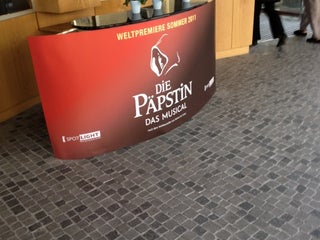 WELTPREMIERE SOMMER 2011
DIE
PÄPSTIN
DAS MUSICAL
SPOTLIGHT